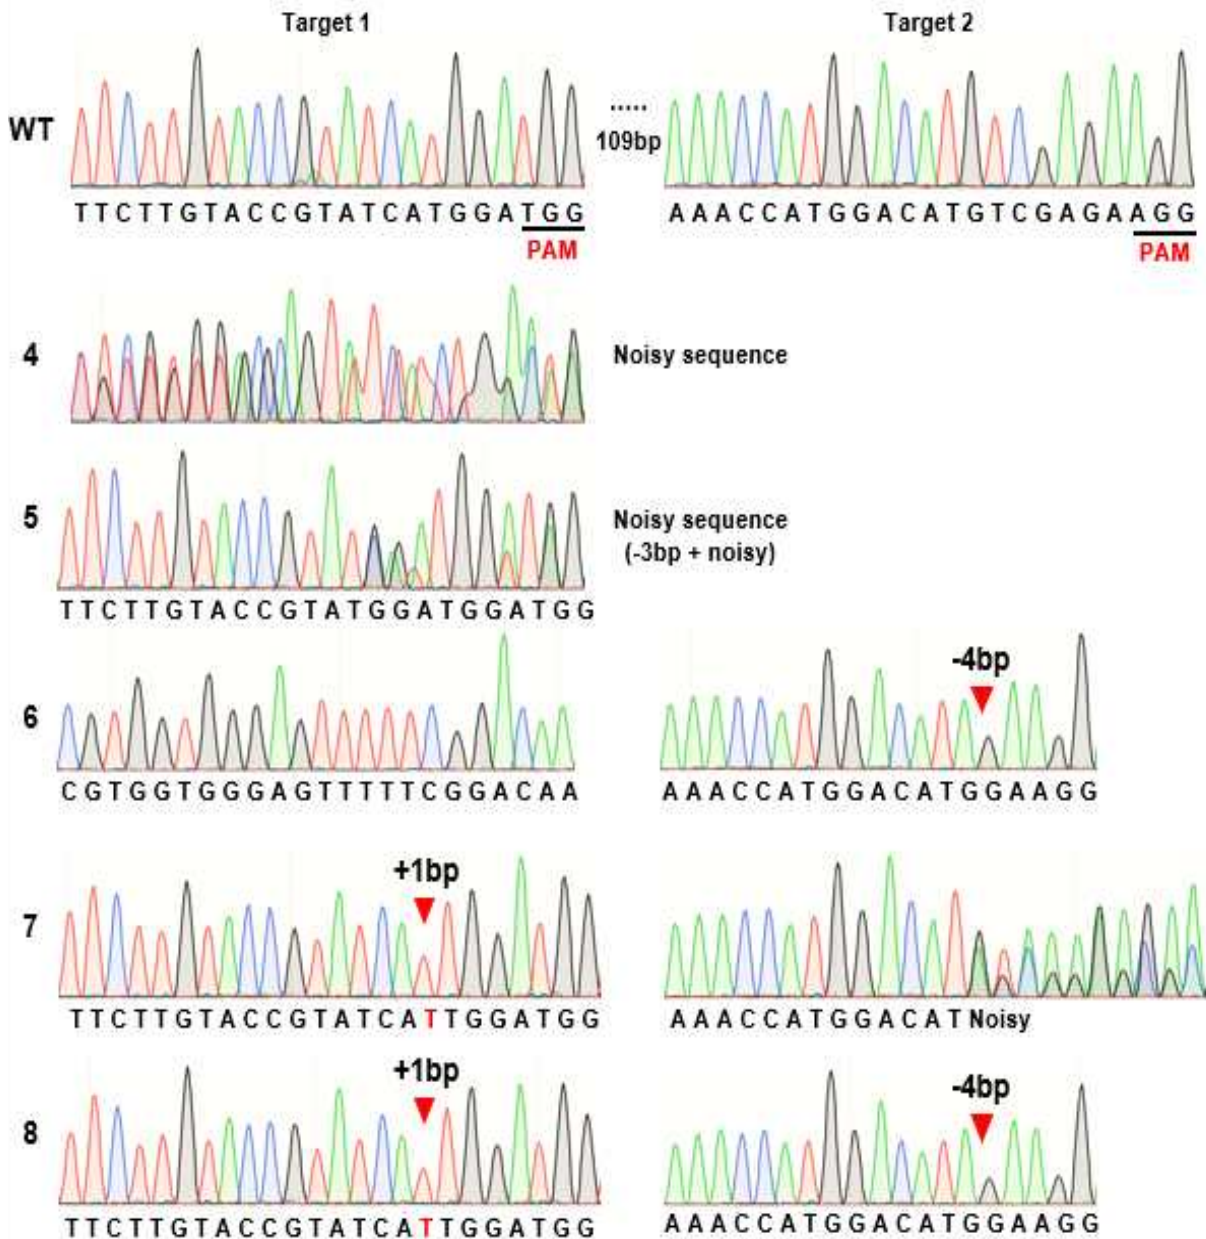 Target 1 Target 2
WT ..... 109bp
TTCTTGTACCGTATCATGGATGG AAACCATGGACATGTCGAGAAGG
PAM PAM
4 Noisy sequence
5 Noisy sequence
(-3bp + noisy)
TTCTTGTACCGTATGGATGGATGG
6 -4bp
CGTGGTGGGAGTTTTTCGGACAA AAACCATGGACATGGAAGG
7 +1bp
TTCTTGTACCGTATCATTGGATGG AAACCATGGACATNoisy
8 +1bp -4bp
TTCTTGTACCGTATCATTGGATGG AAACCATGGACATGGAAGG